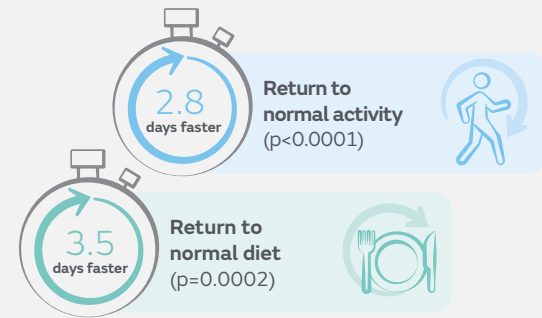 2.8
days faster
Return to
normal activity
(p<0.0001)
3.5
days faster
Return to
normal diet
(p=0.0002)